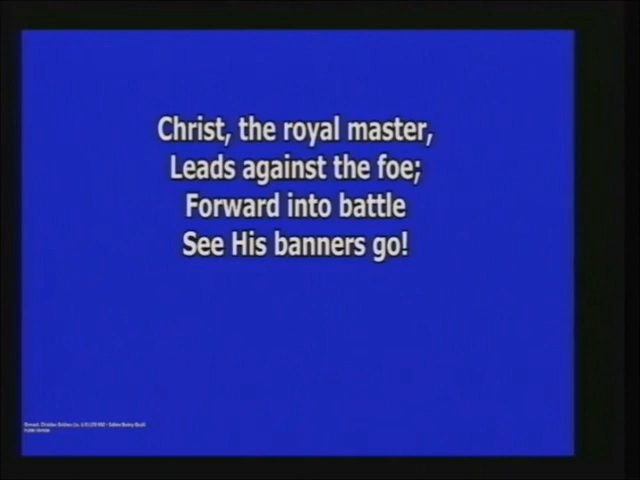 Christ, the royal master,
Leads against the foe;
Forward into battle
See His banners go!